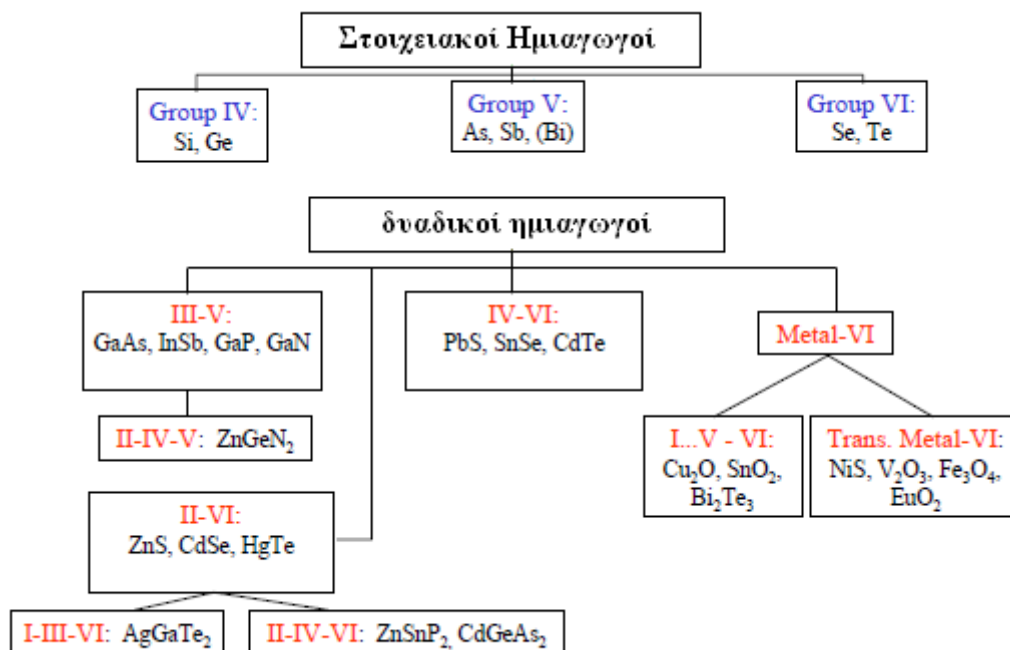 Στοιχειακοί Ημιαγωγοί
Group IV:
Si, Ge
Group V:
As, Sb, (Bi)
Group VI:
Se, Te
δυαδικοί ημιαγωγοί
III-V:
GaAs, InSb, GaP, GaN
IV-VI:
PbS, SnSe, CdTe
Metal-VI
II-IV-V: ZnGeN₂
I...V - VI:
Cu₂O, SnO₂,
Bi₂Te₃
Trans. Metal-VI:
NiS, V₂O₃, Fe₃O₄,
EuO₂
II-VI:
ZnS, CdSe, HgTe
I-III-VI: AgGaTe₂
II-IV-VI: ZnSnP₂, CdGeAs₂